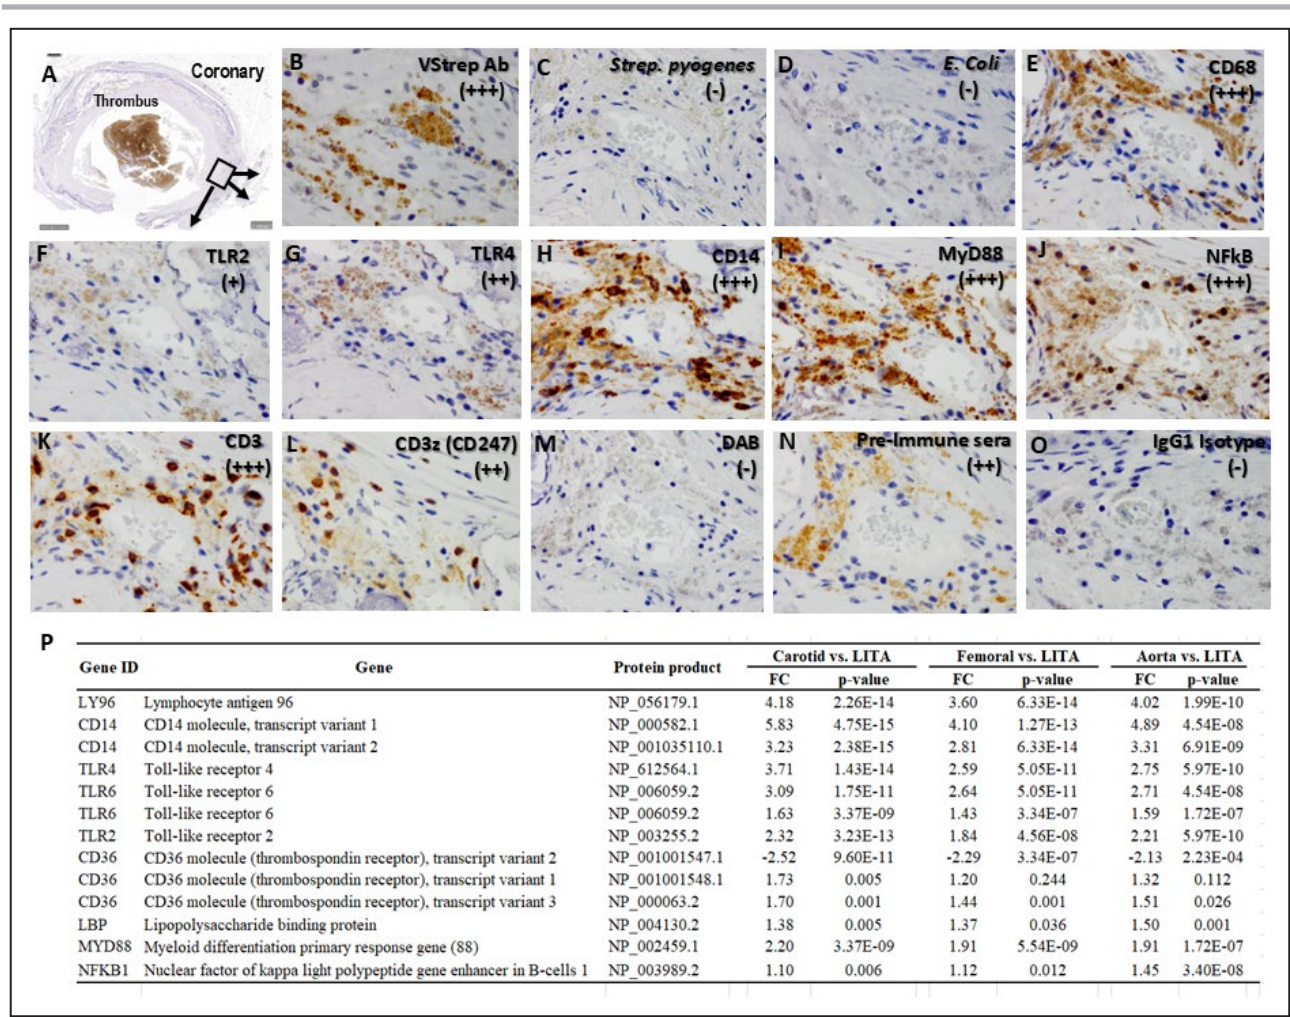 A
Coronary
Thrombus
B
VStrep Ab
(+++)
C
Strep. pyogenes
(-)
D
E. Coli
(-)
E
CD68
(+++)
F
TLR2
(+)
G
TLR4
(++)
H
CD14
(+++)
I
MyD88
(+++)
J
NFkB
(+++)
K
CD3
(+++)
L
CD3z (CD247)
(++)
M
DAB
(-)
N
Pre-Immune sera
(++)
O
IgG1 Isotype
(-)
P
Gene ID Gene Protein product Carotid vs. LITA Femoral vs. LITA Aorta vs. LITA
FC p-value FC p-value FC p-value
LY96 Lymphocyte antigen 96 NP_056179.1 4.18 2.26E-14 3.60 6.33E-14 4.02 1.99E-10
CD14 CD14 molecule, transcript variant 1 NP_000582.1 5.83 4.75E-15 4.10 1.27E-13 4.89 4.54E-08
CD14 CD14 molecule, transcript variant 2 NP_001035110.1 3.23 2.38E-15 2.81 6.33E-14 3.31 6.91E-09
TLR4 Toll-like receptor 4 NP_612564.1 3.71 1.43E-14 2.59 5.05E-11 2.75 5.97E-10
TLR6 Toll-like receptor 6 NP_006059.2 3.09 1.75E-11 2.64 5.05E-11 2.71 4.54E-08
TLR6 Toll-like receptor 6 NP_006059.2 1.63 3.37E-09 1.43 3.34E-07 1.59 1.72E-07
TLR2 Toll-like receptor 2 NP_003255.2 2.32 3.23E-13 1.84 4.56E-08 2.21 5.97E-10
CD36 CD36 molecule (thrombospondin receptor), transcript variant 2 NP_001001547.1 -2.52 9.60E-11 -2.29 3.34E-07 -2.13 2.23E-04
CD36 CD36 molecule (thrombospondin receptor), transcript variant 1 NP_001001548.1 1.73 0.005 1.20 0.244 1.32 0.112
CD36 CD36 molecule (thrombospondin receptor), transcript variant 3 NP_000063.2 1.70 0.001 1.44 0.001 1.51 0.026
LBP Lipopolysaccharide binding protein NP_004130.2 1.38 0.005 1.37 0.036 1.50 0.001
MYD88 Myeloid differentiation primary response gene (88) NP_002459.1 2.20 3.37E-09 1.91 5.54E-09 1.91 1.72E-07
NFKB1 Nuclear factor of kappa light polypeptide gene enhancer in B-cells 1 NP_003989.2 1.10 0.006 1.12 0.012 1.45 3.40E-08